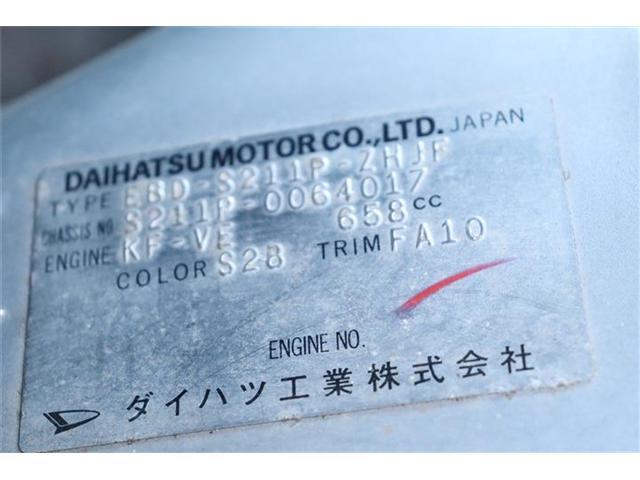 DAIHATSU MOTOR CO.,LTD. JAPAN
TYPE EBD-S211P-ZHJF
CHASSIS NO. S211P-0064017
ENGINE KF-VE 658 CC
COLOR S28 TRIM FA10
ENGINE NO.
ダイハツ工業株式会社